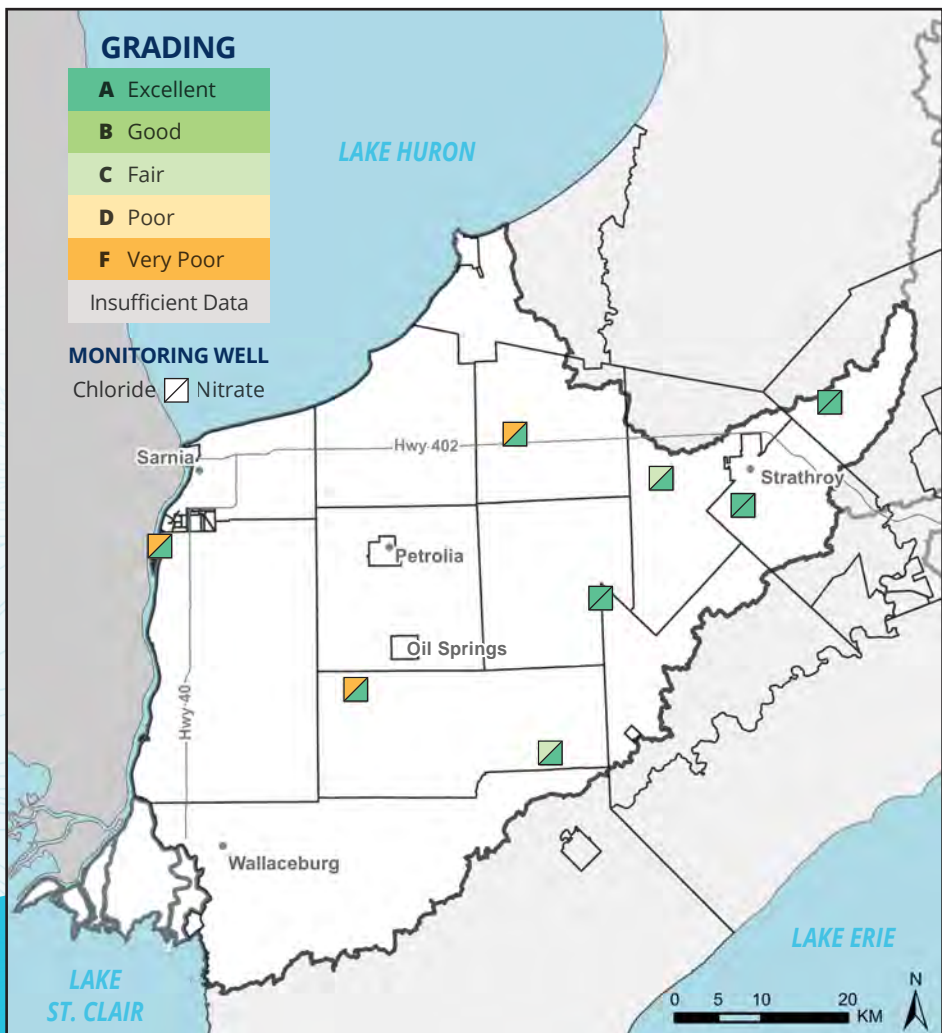 GRADING
A Excellent
B Good
C Fair
D Poor
F Very Poor
Insufficient Data
MONITORING WELL
Chloride Nitrate
LAKE HURON
Hwy 402
Sarnia
Strathroy
Petrolia
Oil Springs
Hwy 40
Wallaceburg
LAKE
ST. CLAIR
LAKE ERIE
N
0 5 10 20
KM